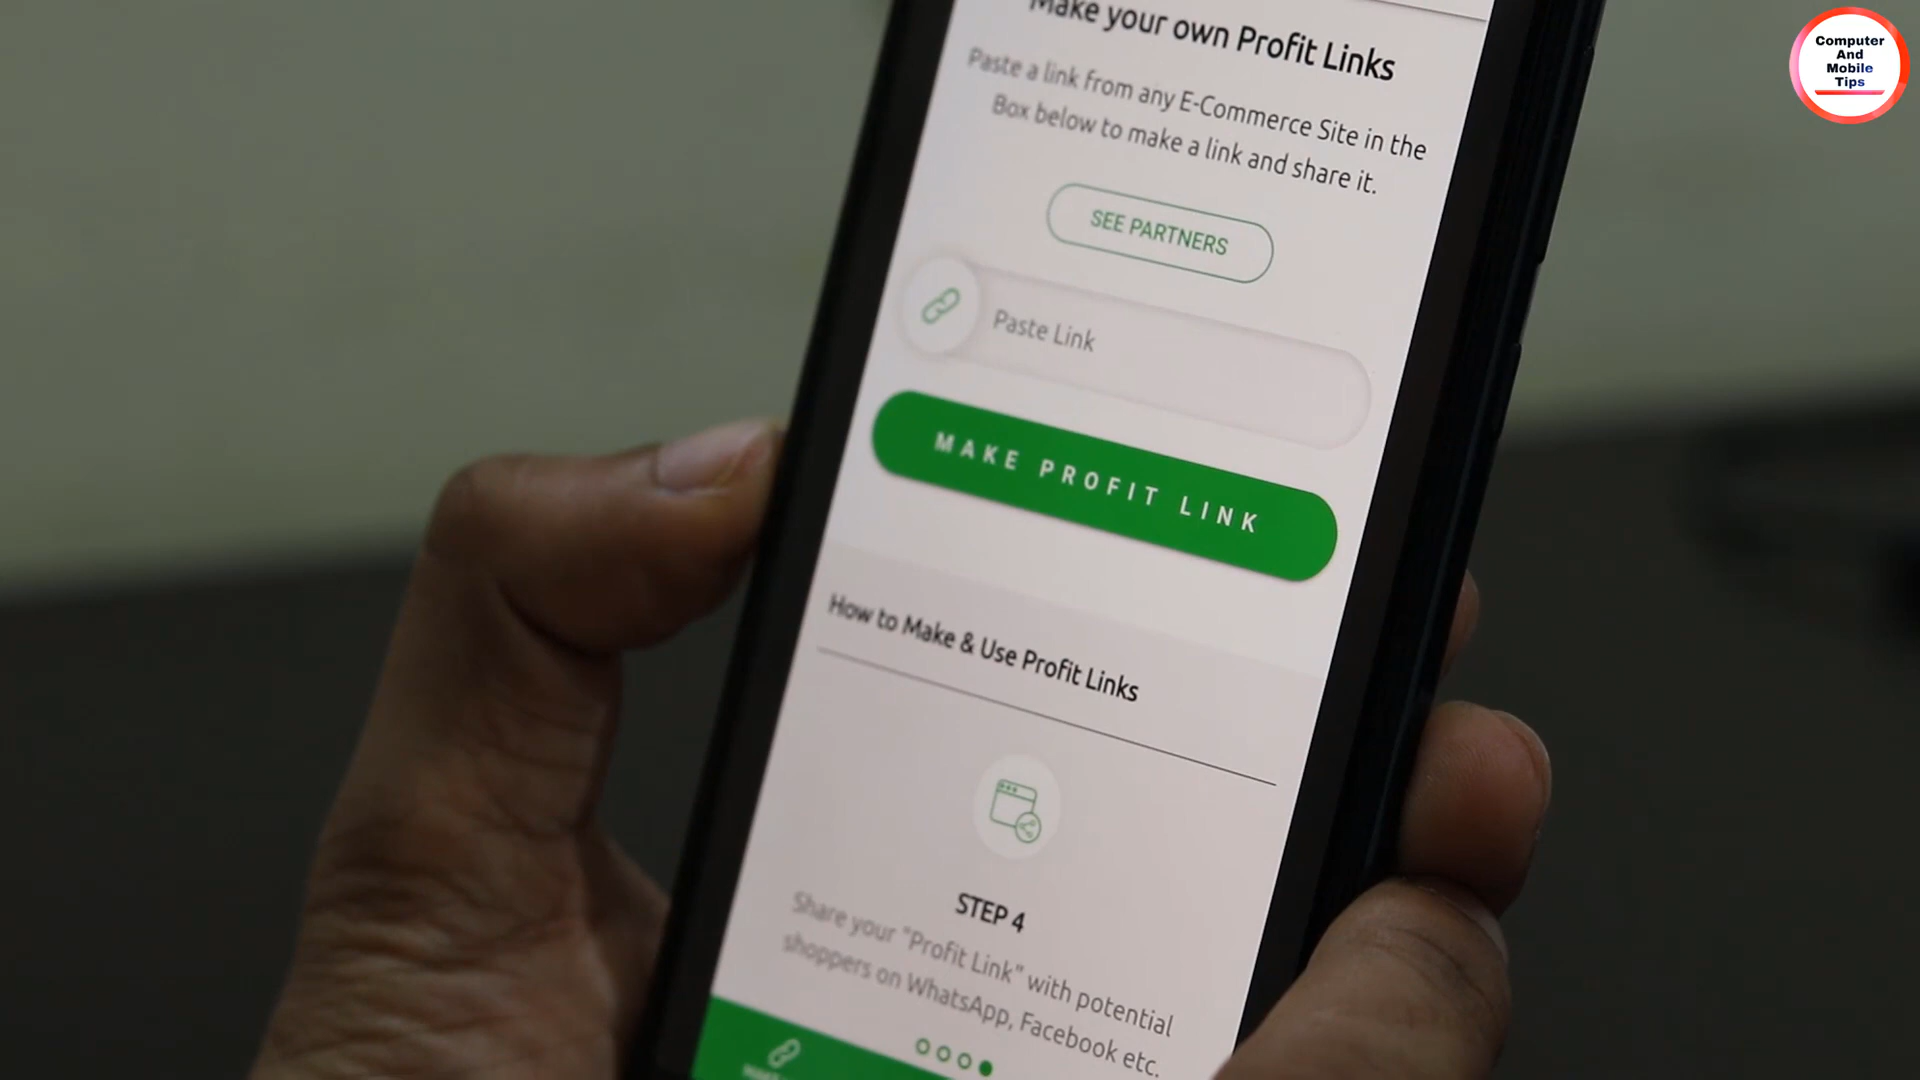 Make your own Profit Links
Paste a link from any E-Commerce Site in the
Box below to make a link and share it.
SEE PARTNERS
Paste Link
MAKE PROFIT LINK
How to Make & Use Profit Links
STEP 4
Share your "Profit Link" with potential
shoppers on WhatsApp, Facebook etc.
Computer
And
Mobile
Tips